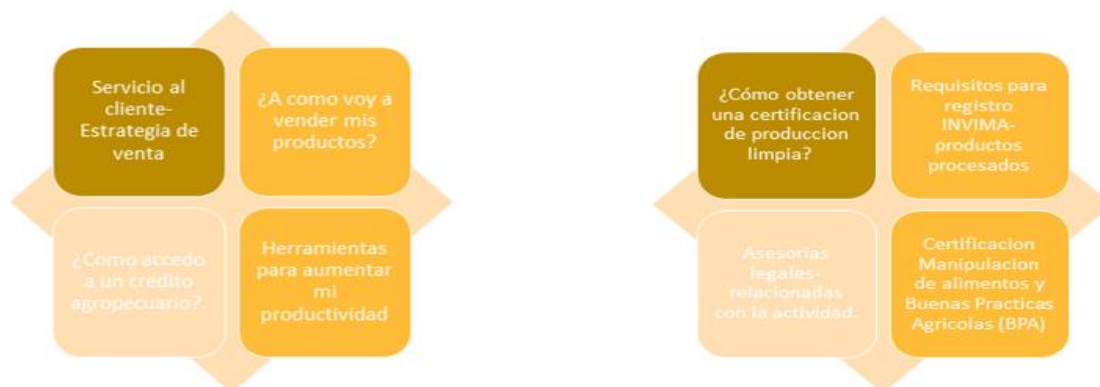 Servicio al
cliente-
Estrategia de
venta
¿A como voy a
vender mis
productos?
¿Como accedo
a un credito
agropecuario?.
Herramientas
para aumentar
mi
productividad
¿Cómo obtener
una certificacion
de produccion
limpia?
Requisitos para
registro
INVIMA-
productos
procesados
Asesorias
legales-
relacionadas
con la actividad.
Certificacion
Manipulacion
de alimentos y
Buenas Practicas
Agricolas (BPA)